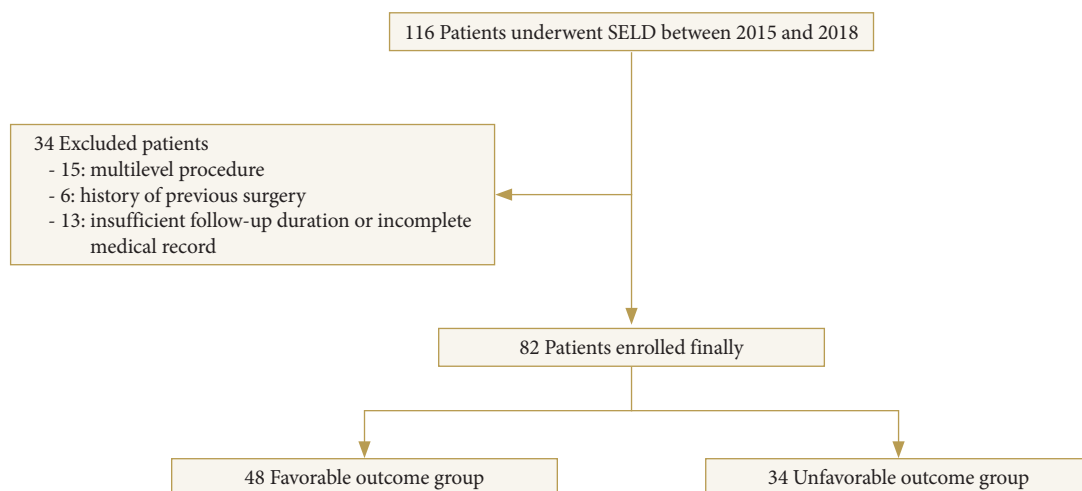 116 Patients underwent SELD between 2015 and 2018
34 Excluded patients
- 15: multilevel procedure
- 6: history of previous surgery
- 13: insufficient follow-up duration or incomplete
medical record
82 Patients enrolled finally
48 Favorable outcome group
34 Unfavorable outcome group